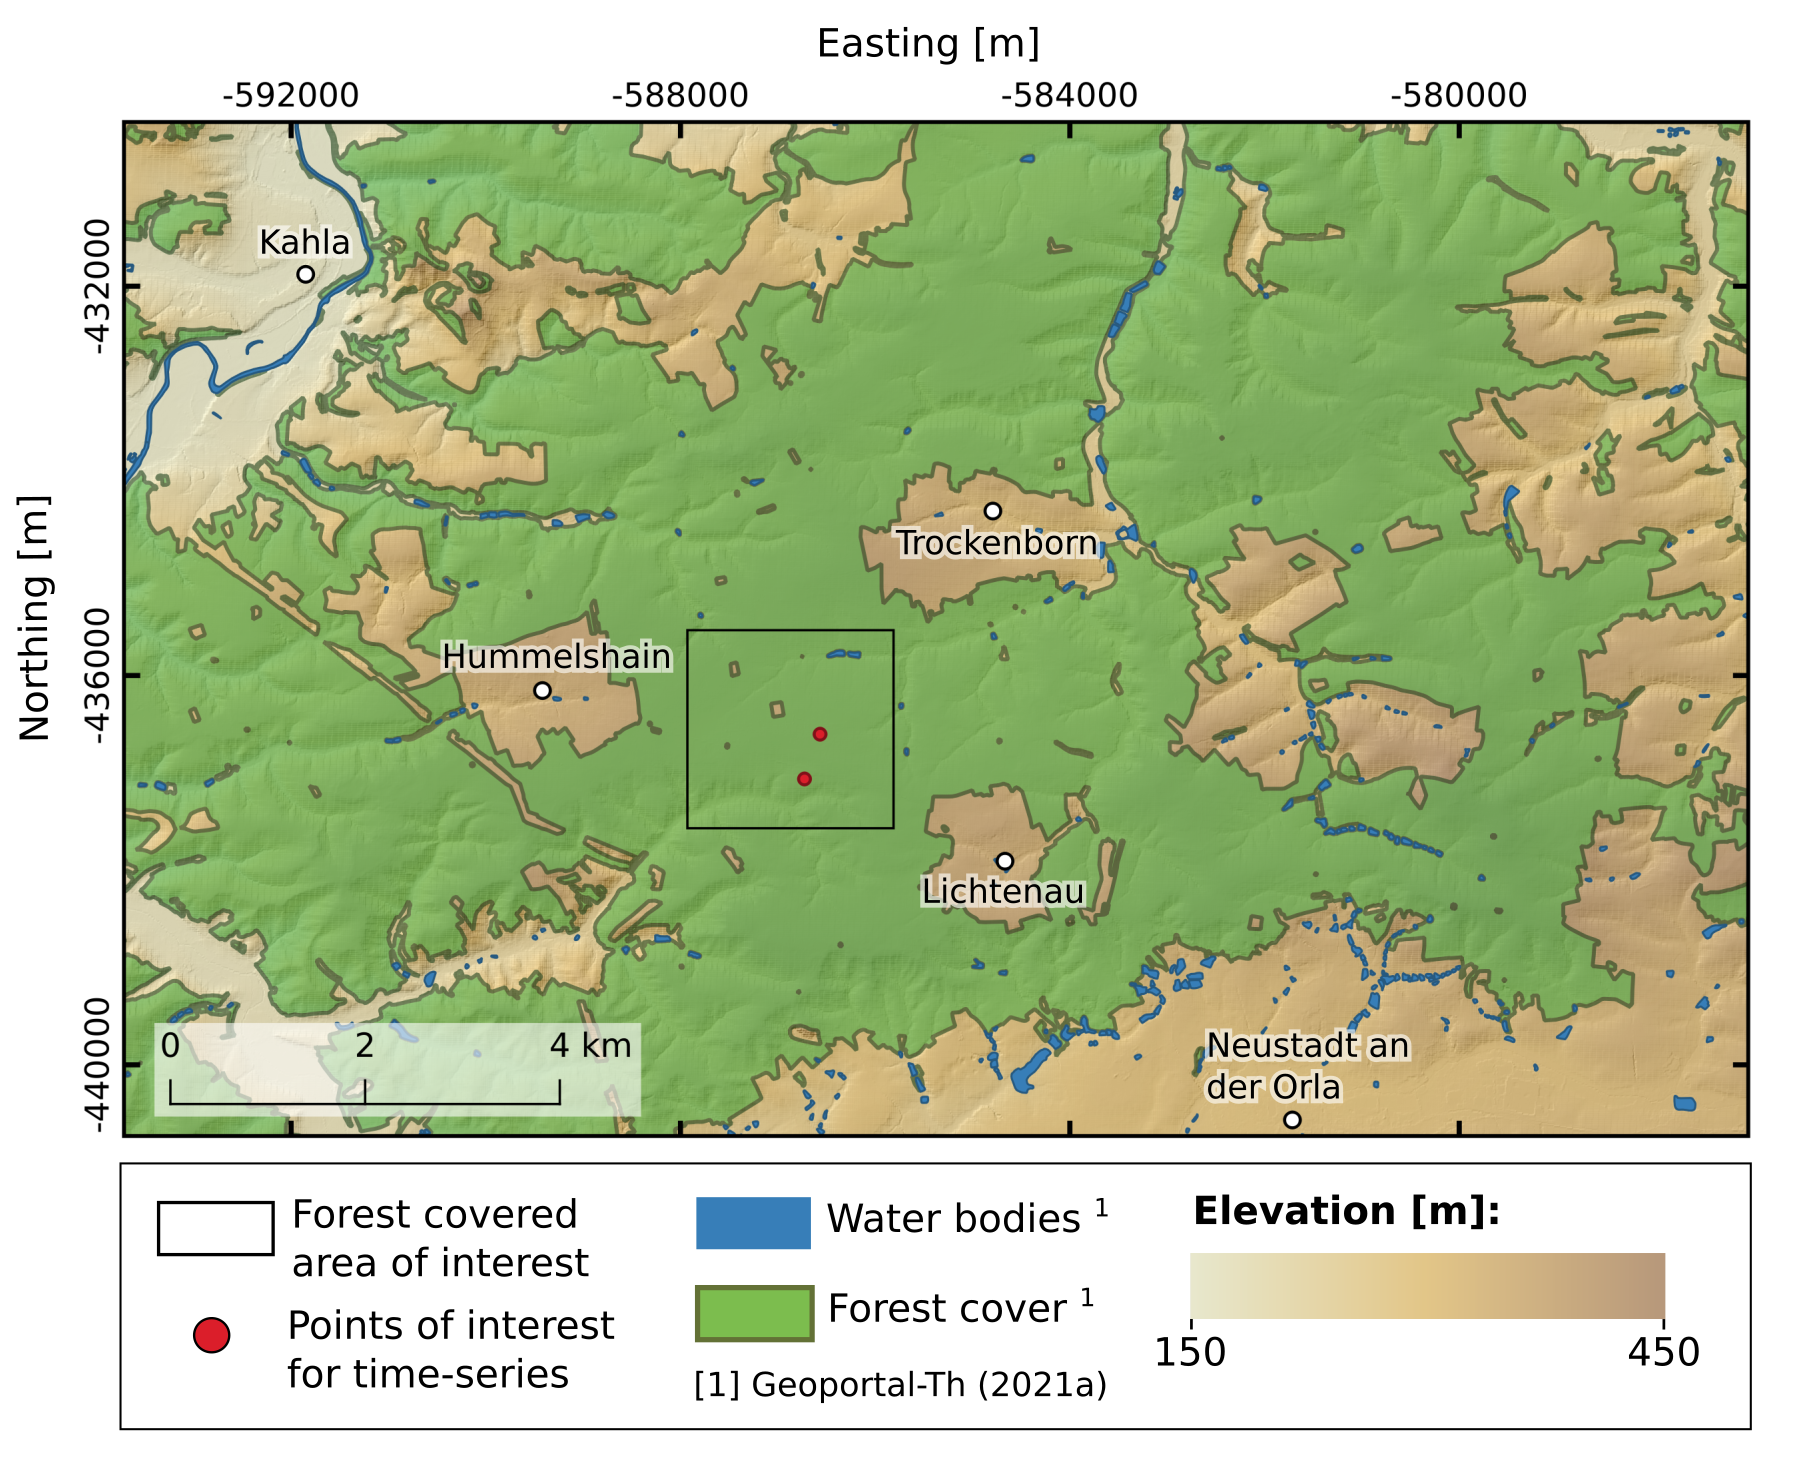 Easting [m]
-592000 -588000 -584000 -580000
Northing [m]
-432000
-436000
-440000
Kahla
Trockenborn
Hummelshain
Lichtenau
Neustadt an
der Orla
0 2 4 km
Forest covered
area of interest
Points of interest
for time-series
Water bodies 1
Forest cover 1
[1] Geoportal-Th (2021a)
Elevation [m]:
150 450